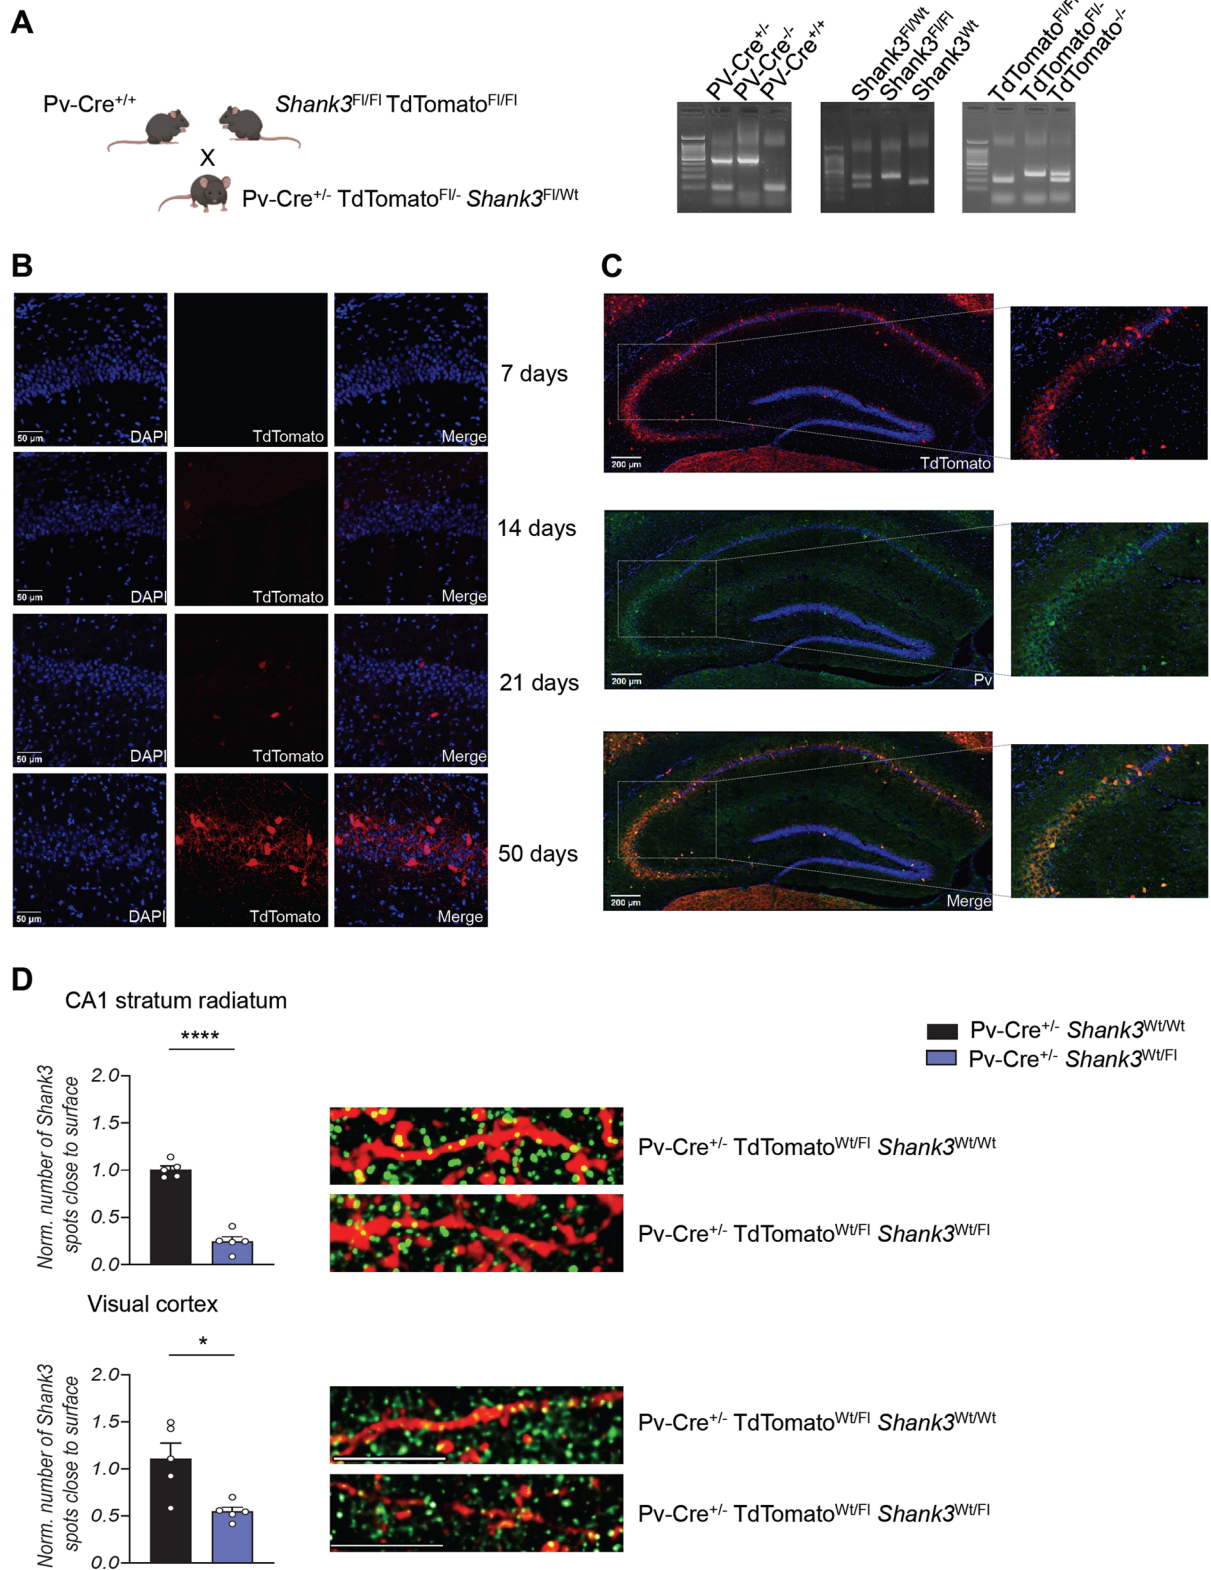 A
Pv-Cre+/+
Shank3Fl/Fl TdTomatoFl/Fl
X
Pv-Cre+/- TdTomatoFl/- Shank3Fl/Wt
PV-Cre+/-
PV-Cre-/-
PV-Cre+/+
Shank3Fl/Wt
Shank3Fl/Fl
Shank3Wt
TdTomatoFl/Fl
TdTomatoFl/-
TdTomato-/-
B
50 µm
DAPI
TdTomato
Merge
7 days
50 µm
DAPI
TdTomato
Merge
14 days
50 µm
DAPI
TdTomato
Merge
21 days
50 µm
DAPI
TdTomato
Merge
50 days
C
200 µm
TdTomato
200 µm
Pv
200 µm
Merge
D
CA1 stratum radiatum
****
Norm. number of Shank3
spots close to surface
2.0
1.5
1.0
0.5
0.0
Pv-Cre+/- Shank3Wt/Wt
Pv-Cre+/- Shank3Wt/Fl
Pv-Cre+/- TdTomatoWt/Fl Shank3Wt/Wt
Pv-Cre+/- TdTomatoWt/Fl Shank3Wt/Fl
Visual cortex
*
Norm. number of Shank3
spots close to surface
2.0
1.5
1.0
0.5
0.0
Pv-Cre+/- TdTomatoWt/Fl Shank3Wt/Wt
Pv-Cre+/- TdTomatoWt/Fl Shank3Wt/Fl